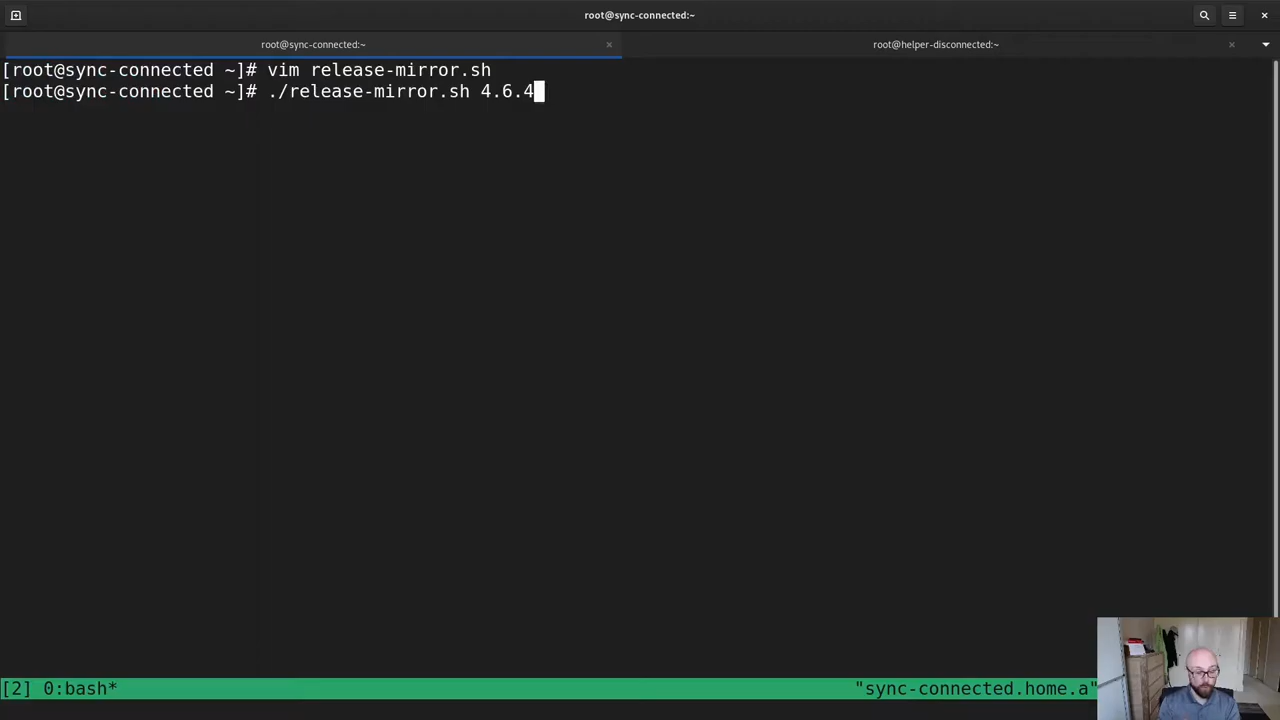 root@sync-connected:~
root@sync-connected:~
root@helper-disconnected:~
[root@sync-connected ~]# vim release-mirror.sh
[root@sync-connected ~]# ./release-mirror.sh 4.6.4
[2] 0:bash*
"sync-connected.home.a"